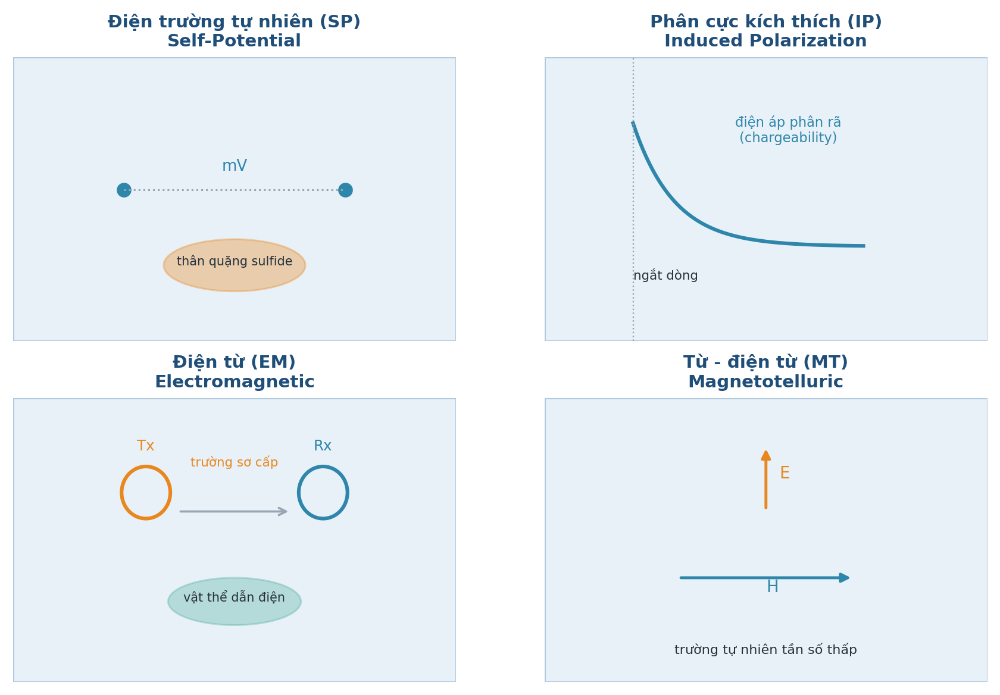 Điện trường tự nhiên (SP)
Self-Potential
mV
thân quặng sulfide
Phân cực kích thích (IP)
Induced Polarization
điện áp phân rã
(chargeability)
ngắt dòng
Điện từ (EM)
Electromagnetic
Tx
Rx
trường sơ cấp
vật thể dẫn điện
Từ - điện từ (MT)
Magnetotelluric
E
H
trường tự nhiên tần số thấp